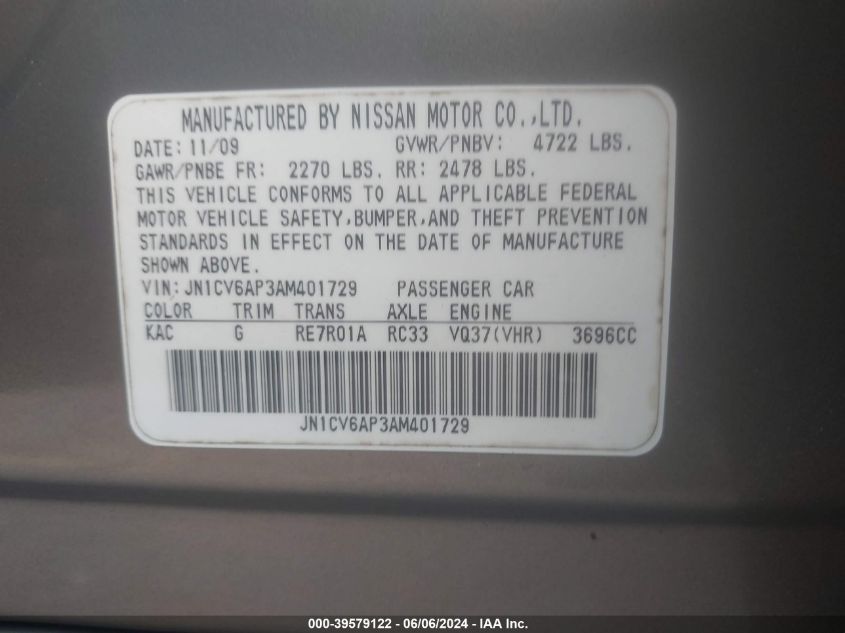 MANUFACTURED BY NISSAN MOTOR CO.,LTD.
DATE: 11/09 GVWR/PNBV: 4722 LBS.
GAWR/PNBE FR: 2270 LBS. RR: 2478 LBS.
THIS VEHICLE CONFORMS TO ALL APPLICABLE FEDERAL
MOTOR VEHICLE SAFETY,BUMPER,AND THEFT PREVENTION
STANDARDS IN EFFECT ON THE DATE OF MANUFACTURE
SHOWN ABOVE.
VIN: JN1CV6AP3AM401729 PASSENGER CAR
COLOR TRIM TRANS AXLE ENGINE
KAC G RE7R01A RC33 VQ37(VHR) 3696CC
JN1CV6AP3AM401729
000-39579122 - 06/06/2024 - IAA Inc.